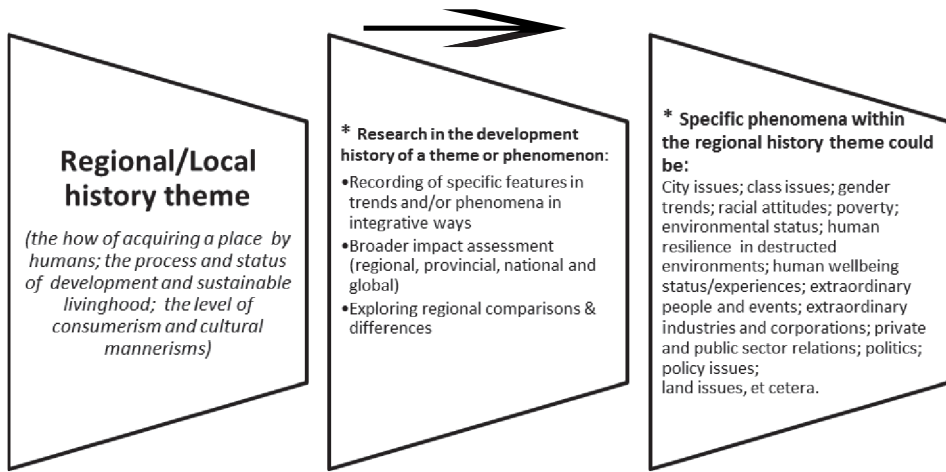 Regional/Local
history theme
(the how of acquiring a place by
humans; the process and status
of development and sustainable
livinghood; the level of
consumerism and cultural
mannerisms)
* Research in the development
history of a theme or phenomenon:
•Recording of specific features in
trends and/or phenomena in
integrative ways
•Broader impact assessment
(regional, provincial, national and
global)
•Exploring regional comparisons &
differences
* Specific phenomena within
the regional history theme could
be:
City issues; class issues; gender
trends; racial attitudes; poverty;
environmental status; human
resilience in destructed
environments; human wellbeing
status/experiences; extraordinary
people and events; extraordinary
industries and corporations; private
and public sector relations; politics;
policy issues;
land issues, et cetera.